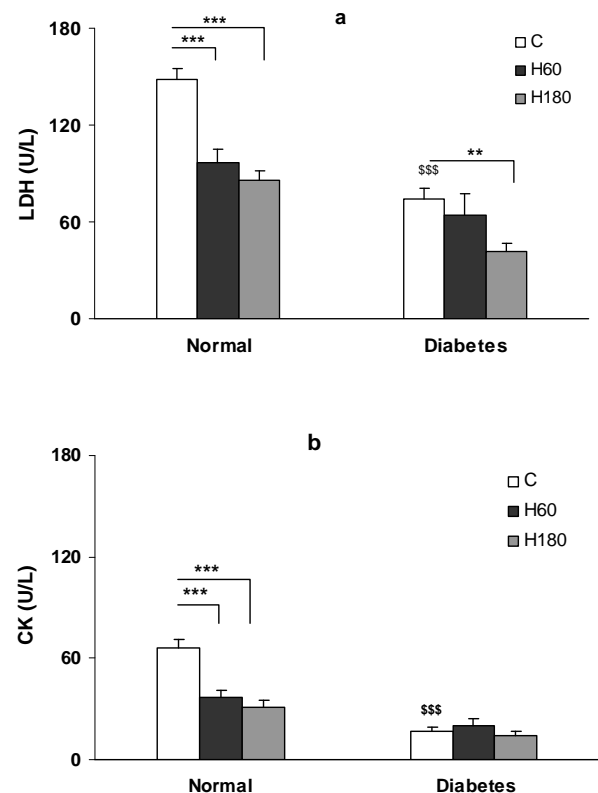 a
180
120
60
0
LDH (U/L)
***
***
C
H60
H180
$$$
**
Normal Diabetes
b
180
120
60
0
CK (U/L)
C
H60
H180
***
***
$$$
Normal Diabetes